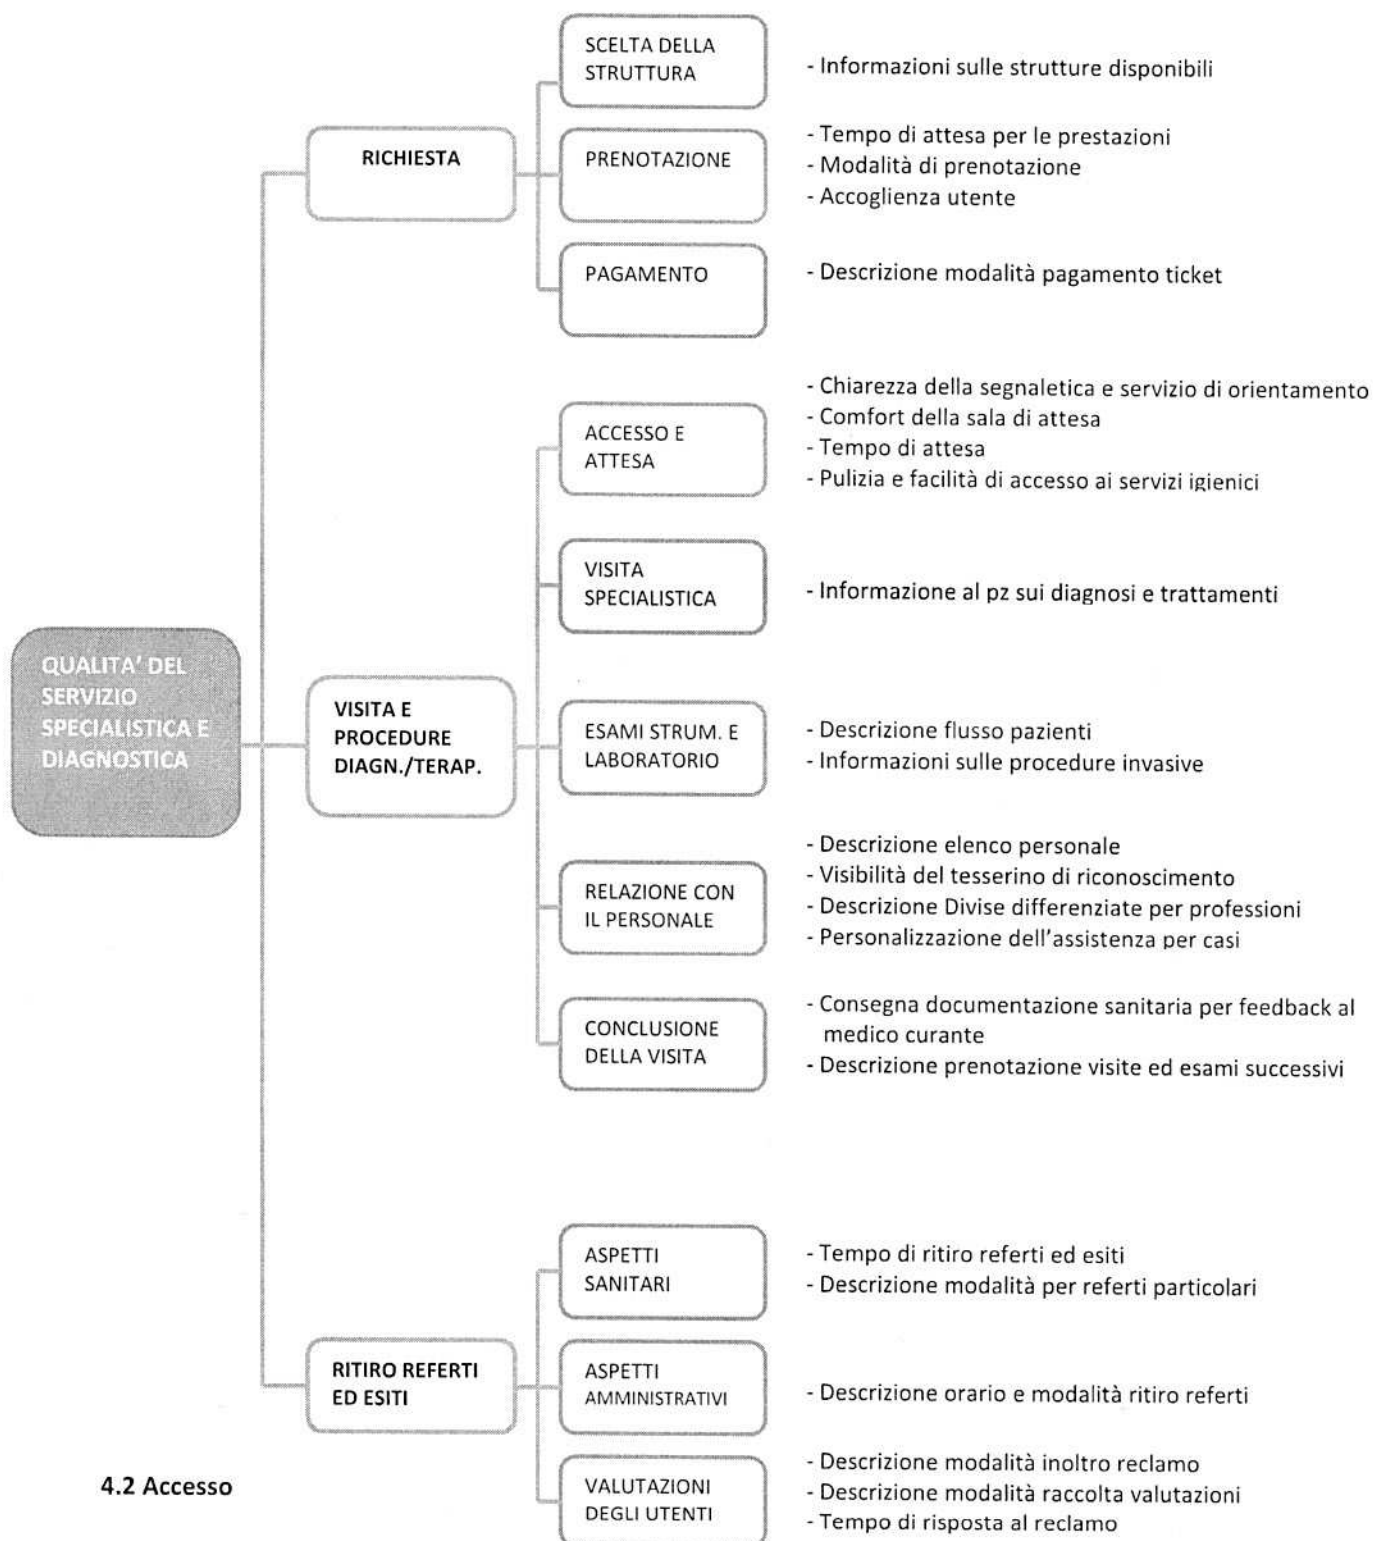 SCELTA DELLA
STRUTTURA
- Informazioni sulle strutture disponibili
RICHIESTA
PRENOTAZIONE
- Tempo di attesa per le prestazioni
- Modalità di prenotazione
- Accoglienza utente
PAGAMENTO
- Descrizione modalità pagamento ticket
ACCESSO E
ATTESA
- Chiarezza della segnaletica e servizio di orientamento
- Comfort della sala di attesa
- Tempo di attesa
- Pulizia e facilità di accesso ai servizi igienici
VISITA
SPECIALISTICA
- Informazione al pz sui diagnosi e trattamenti
QUALITA' DEL
SERVIZIO
SPECIALISTICA E
DIAGNOSTICA
VISITA E
PROCEDURE
DIAGN./TERAP.
ESAMI STRUM. E
LABORATORIO
- Descrizione flusso pazienti
- Informazioni sulle procedure invasive
RELAZIONE CON
IL PERSONALE
- Descrizione elenco personale
- Visibilità del tesserino di riconoscimento
- Descrizione Divise differenziate per professioni
- Personalizzazione dell'assistenza per casi
CONCLUSIONE
DELLA VISITA
- Consegna documentazione sanitaria per feedback al
medico curante
- Descrizione prenotazione visite ed esami successivi
ASPETTI
SANITARI
- Tempo di ritiro referti ed esiti
- Descrizione modalità per referti particolari
RITIRO REFERTI
ED ESITI
ASPETTI
AMMINISTRATIVI
- Descrizione orario e modalità ritiro referti
VALUTAZIONI
DEGLI UTENTI
- Descrizione modalità inoltro reclamo
- Descrizione modalità raccolta valutazioni
- Tempo di risposta al reclamo
4.2 Accesso